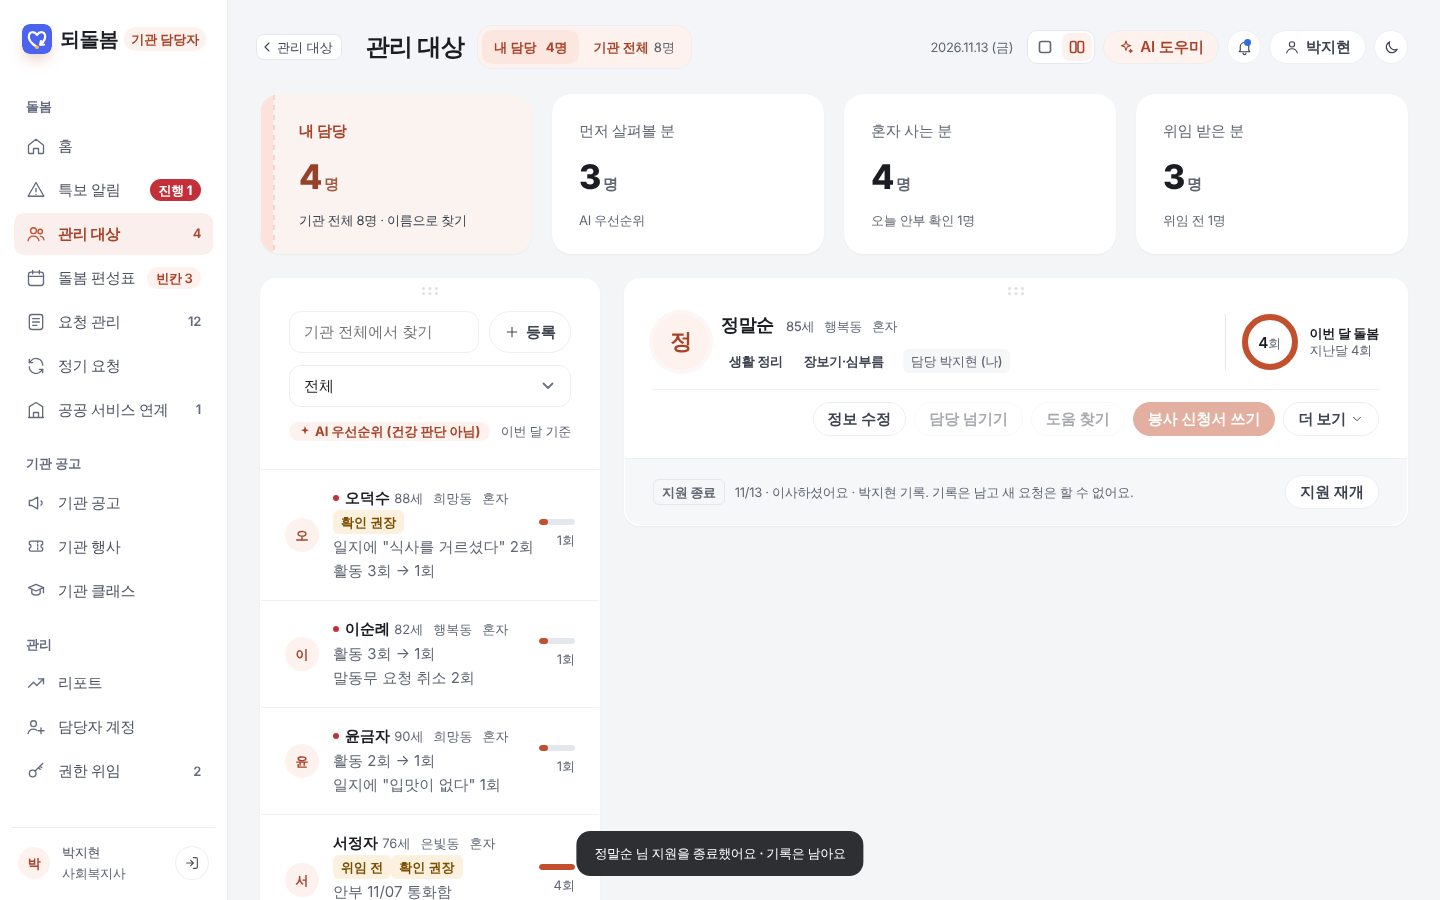 되돌봄 기관 담당자
돌봄
홈
특보 알림 진행 1
관리 대상 4
돌봄 편성표 빈칸 3
요청 관리 12
정기 요청
공공 서비스 연계 1
기관 공고
기관 공고
기관 행사
기관 클래스
관리
리포트
담당자 계정
권한 위임 2
박 박지현
사회복지사
관리 대상
관리 대상
내 담당 4명 기관 전체 8명
2026.11.13 (금)
AI 도우미
박지현
내 담당
4명
기관 전체 8명 · 이름으로 찾기
먼저 살펴볼 분
3명
AI 우선순위
혼자 사는 분
4명
오늘 안부 확인 1명
위임 받은 분
3명
위임 전 1명
기관 전체에서 찾기
등록
전체
AI 우선순위 (건강 판단 아님) 이번 달 기준
오 오덕수 88세 희망동 혼자
확인 권장
일지에 "식사를 거르셨다" 2회
활동 3회 → 1회
1회
이 이순례 82세 행복동 혼자
활동 3회 → 1회
말동무 요청 취소 2회
1회
윤 윤금자 90세 희망동 혼자
활동 2회 → 1회
일지에 "입맛이 없다" 1회
1회
서 서정자 76세 은빛동 혼자
위임 전 확인 권장
안부 11/07 통화함
4회
정 정말순 85세 행복동 혼자
생활 정리 장보기·심부름 담당 박지현 (나)
4회
이번 달 돌봄
지난달 4회
정보 수정 담당 넘기기 도움 찾기 봉사 신청서 쓰기 더 보기
지원 종료 11/13 · 이사하셨어요 · 박지현 기록. 기록은 남고 새 요청은 할 수 없어요.
지원 재개
정말순 님 지원을 종료했어요 · 기록은 남아요